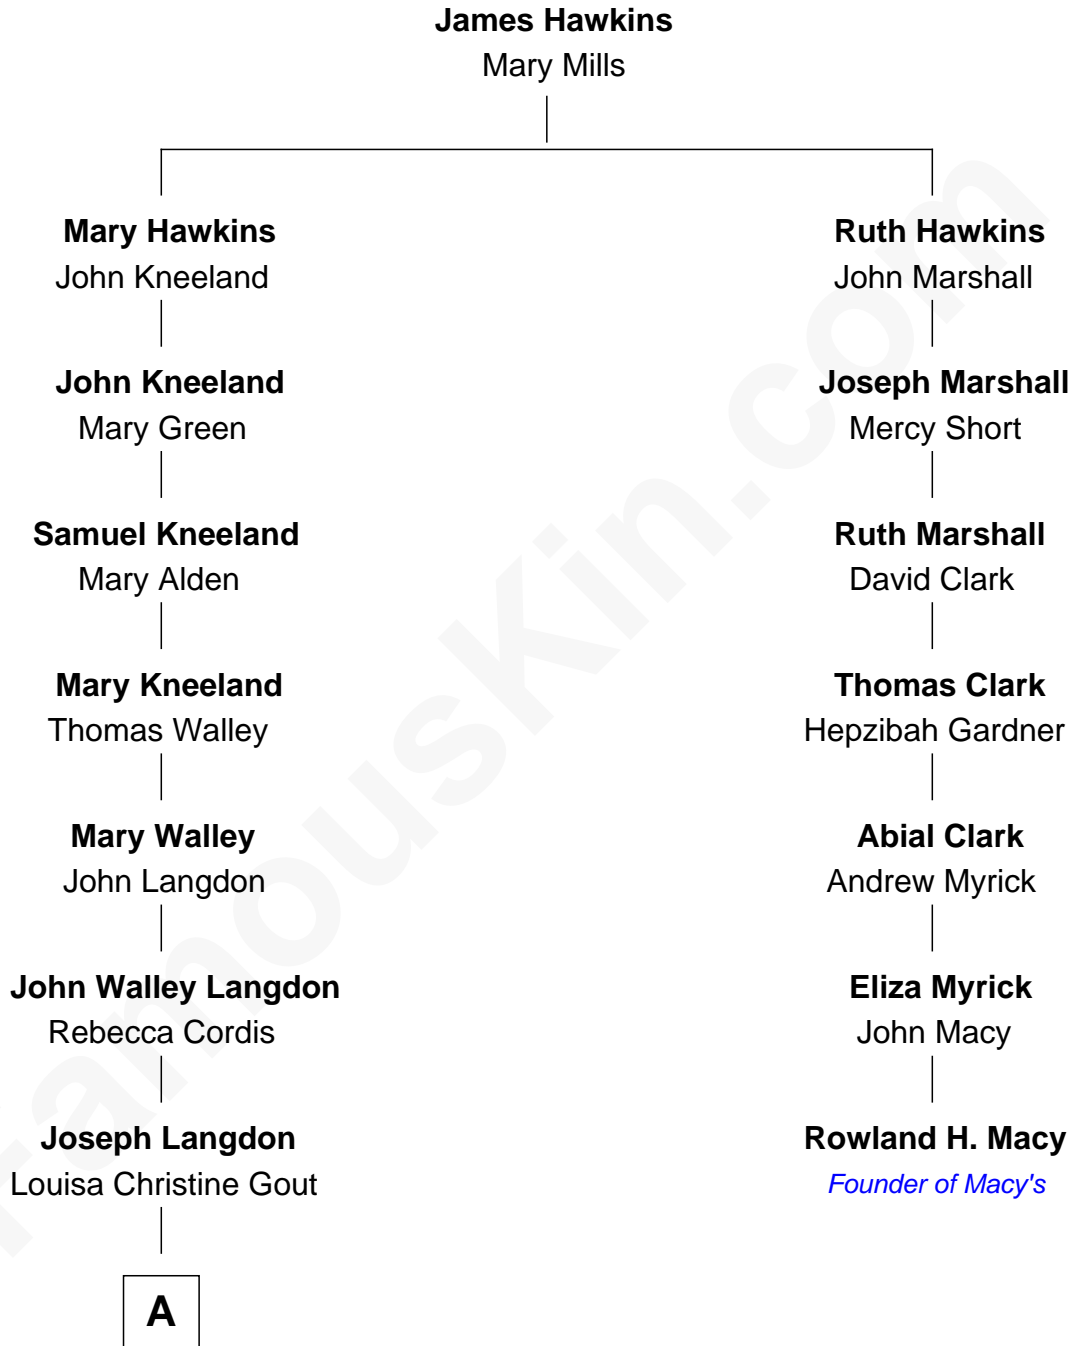 James Hawkins
Mary Mills
Mary Hawkins
John Kneeland
John Kneeland
Mary Green
Samuel Kneeland
Mary Alden
Mary Kneeland
Thomas Walley
Mary Walley
John Langdon
John Walley Langdon
Rebecca Cordis
Joseph Langdon
Louisa Christine Gout
A
Ruth Hawkins
John Marshall
Joseph Marshall
Mercy Short
Ruth Marshall
David Clark
Thomas Clark
Hepzibah Gardner
Abial Clark
Andrew Myrick
Eliza Myrick
John Macy
Rowland H. Macy
Founder of Macy's
famouskin.com